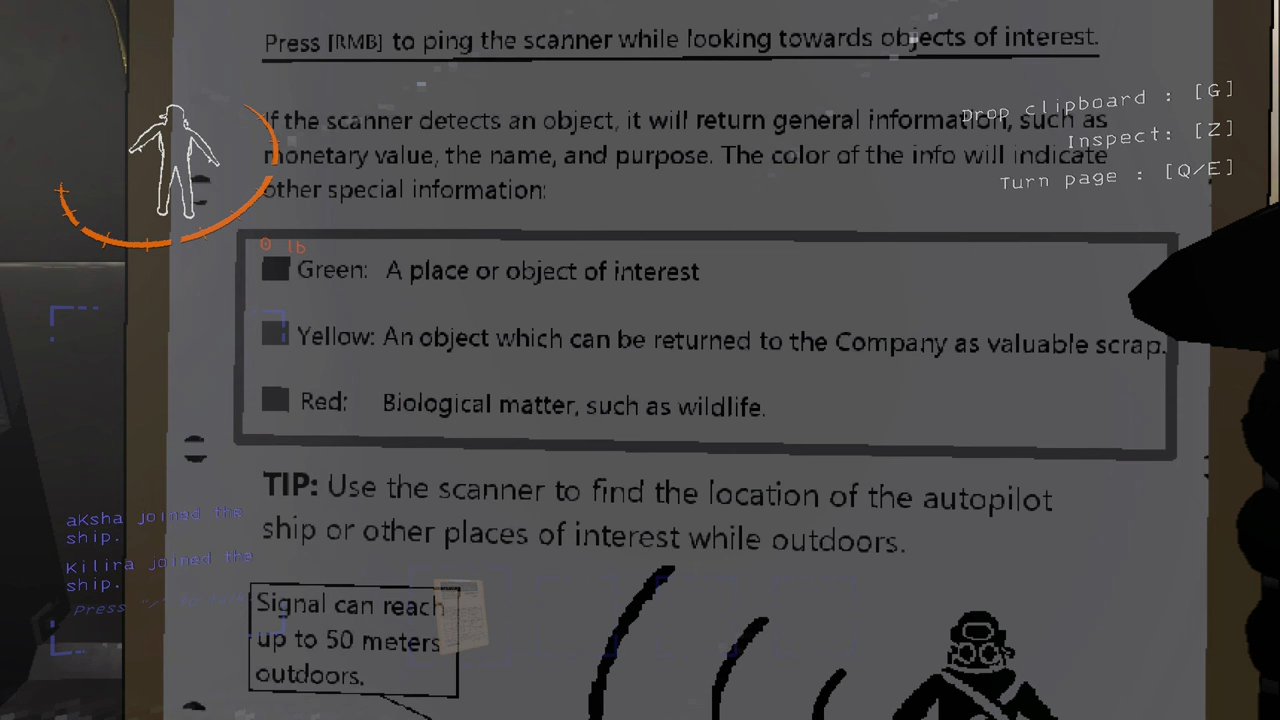 Press [RMB] to ping the scanner while looking towards objects of interest.
If the scanner detects an object, it will return general information, such as
monetary value, the name, and purpose. The color of the info will indicate
other special information:
Drop clipboard : [G]
Inspect: [Z]
Turn page : [Q/E]
0 lb
Green: A place or object of interest
Yellow: An object which can be returned to the Company as valuable scrap.
Red: Biological matter, such as wildlife.
TIP: Use the scanner to find the location of the autopilot
ship or other places of interest while outdoors.
aKsha joined the
ship.
Kilira joined the
ship.
Press "/" to talk
Signal can reach
up to 50 meters
outdoors.